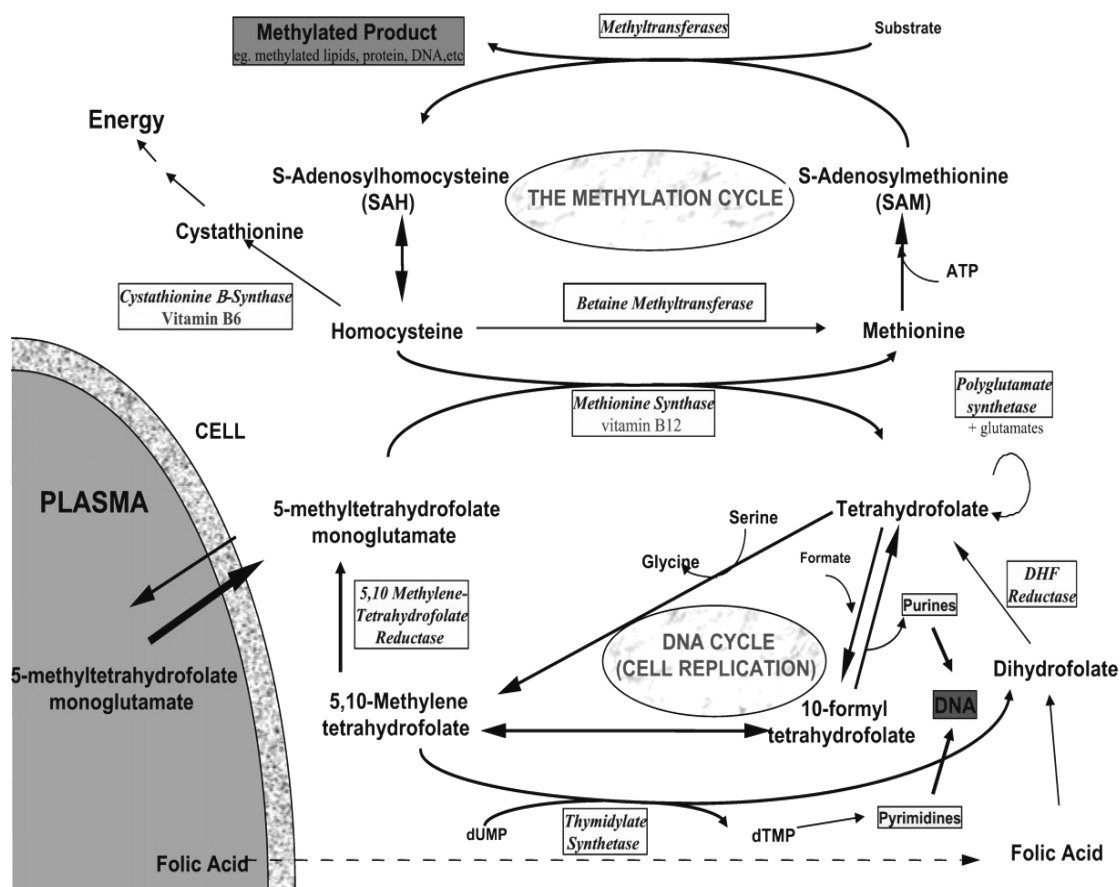 Methylated Product
eg. methylated lipids, protein, DNA,etc
Methyltransferases
Substrate
Energy
S-Adenosylhomocysteine
(SAH)
THE METHYLATION CYCLE
S-Adenosylmethionine
(SAM)
Cystathionine
ATP
Cystathionine B-Synthase
Vitamin B6
Betaine Methyltransferase
Homocysteine
Methionine
Polyglutamate
synthetase
+ glutamates
Methionine Synthase
vitamin B12
CELL
PLASMA
5-methyltetrahydrofolate
monoglutamate
Serine
Tetrahydrofolate
Glycine
Formate
DHF
Reductase
5,10 Methylene-
Tetrahydrofolate
Reductase
Purines
DNA CYCLE
(CELL REPLICATION)
5-methyltetrahydrofolate
monoglutamate
Dihydrofolate
5,10-Methylene
tetrahydrofolate
10-formyl
tetrahydrofolate
DNA
dUMP
Thymidylate
Synthetase
dTMP
Pyrimidines
Folic Acid
Folic Acid